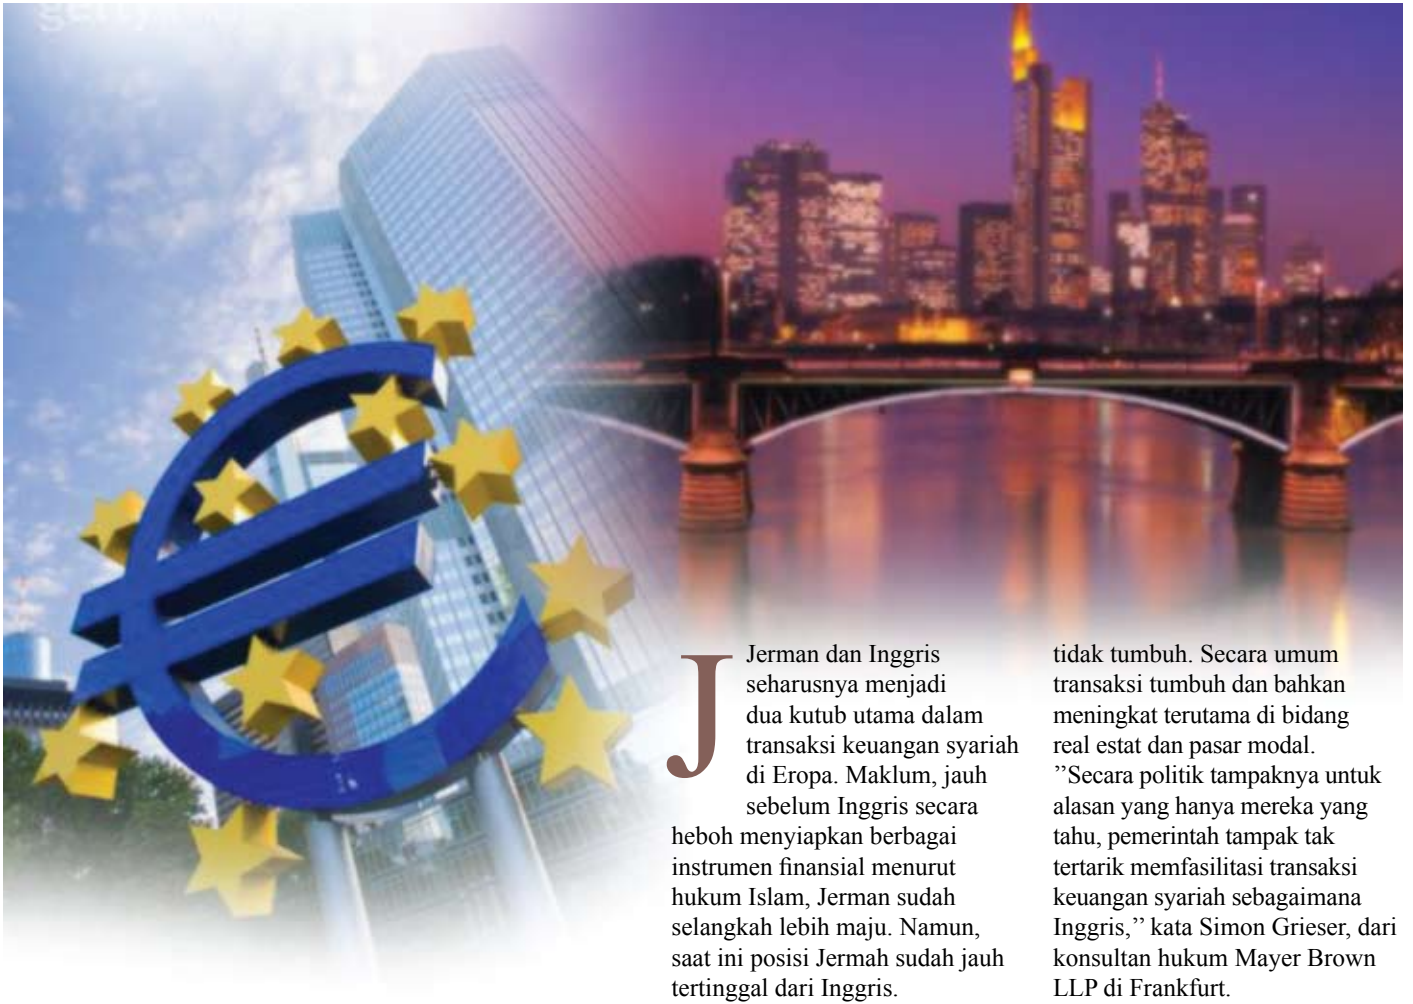 J
Jerman dan Inggris
seharusnya menjadi
dua kutub utama dalam
transaksi keuangan syariah
di Eropa. Maklum, jauh
sebelum Inggris secara
heboh menyiapkan berbagai
instrumen finansial menurut
hukum Islam, Jerman sudah
selangkah lebih maju. Namun,
saat ini posisi Jermah sudah jauh
tertinggal dari Inggris.
tidak tumbuh. Secara umum
transaksi tumbuh dan bahkan
meningkat terutama di bidang
real estat dan pasar modal.
’’Secara politik tampaknya untuk
alasan yang hanya mereka yang
tahu, pemerintah tampak tak
tertarik memfasilitasi transaksi
keuangan syariah sebagaimana
Inggris,’’ kata Simon Grieser, dari
konsultan hukum Mayer Brown
LLP di Frankfurt.